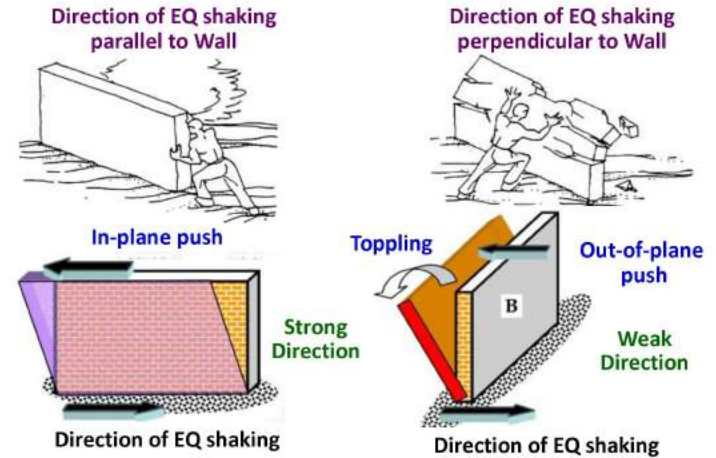 Direction of EQ shaking
parallel to Wall
Direction of EQ shaking
perpendicular to Wall
In-plane push
Toppling
Out-of-plane
push
B
Strong
Direction
Weak
Direction
Direction of EQ shaking
Direction of EQ shaking